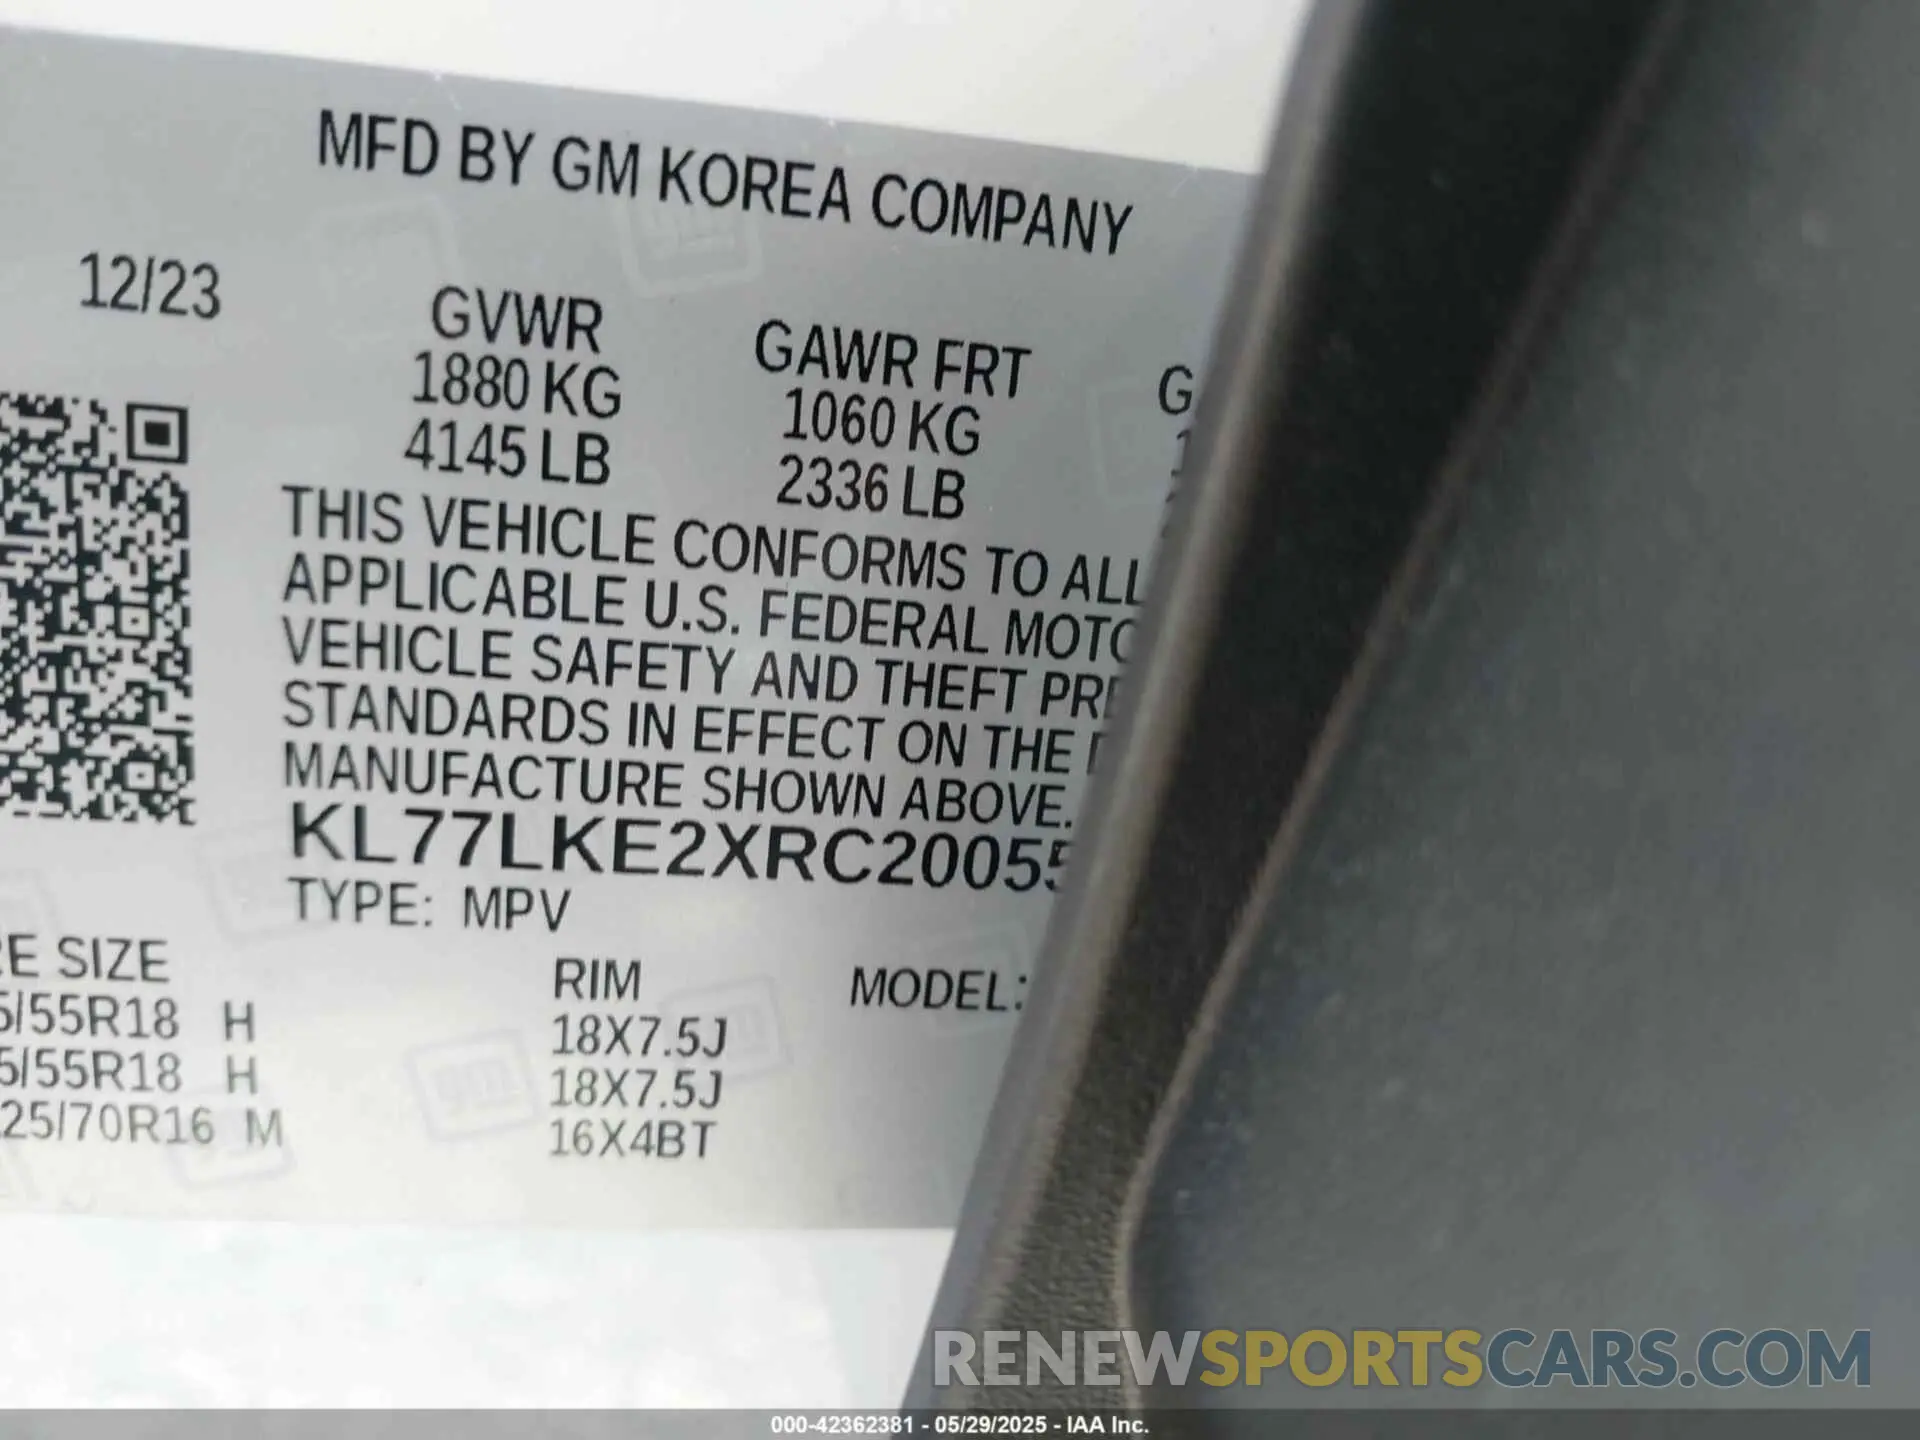 MFD BY GM KOREA COMPANY
12/23
GVWR
1880 KG
4145 LB
GAWR FRT
1060 KG
2336 LB
G
THIS VEHICLE CONFORMS TO ALL
APPLICABLE U.S. FEDERAL
VEHICLE SAFETY AND THEFT
STANDARDS IN EFFECT ON THE
MANUFACTURE SHOWN ABOVE.
KL77LKE2XRC20055
TYPE: MPV
SIZE
/55R18 H
/55R18 H
25/70R16 M
RIM
18X7.5J
18X7.5J
16X4BT
MODEL:
RENEWSPORTSCARS.COM
000-42362381 - 05/29/2025 - IAA Inc.